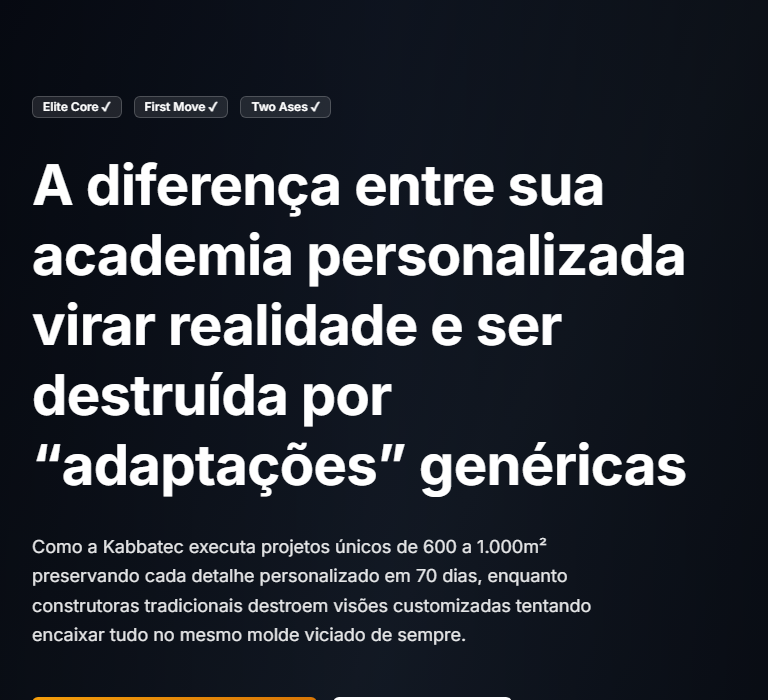 Elite Core ✓ First Move ✓ Two Ases ✓
A diferença entre sua
academia personalizada
virar realidade e ser
destruída por
“adaptações” genéricas
Como a Kabbatec executa projetos únicos de 600 a 1.000m²
preservando cada detalhe personalizado em 70 dias, enquanto
construtoras tradicionais destroem visões customizadas tentando
encaixar tudo no mesmo molde viciado de sempre.